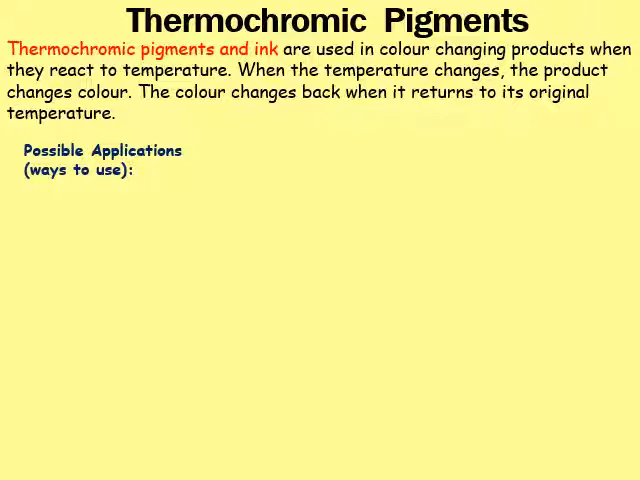 Thermochromic Pigments
Thermochromic pigments and ink are used in colour changing products when
they react to temperature. When the temperature changes, the product
changes colour. The colour changes back when it returns to its original
temperature.
Possible Applications
(ways to use):